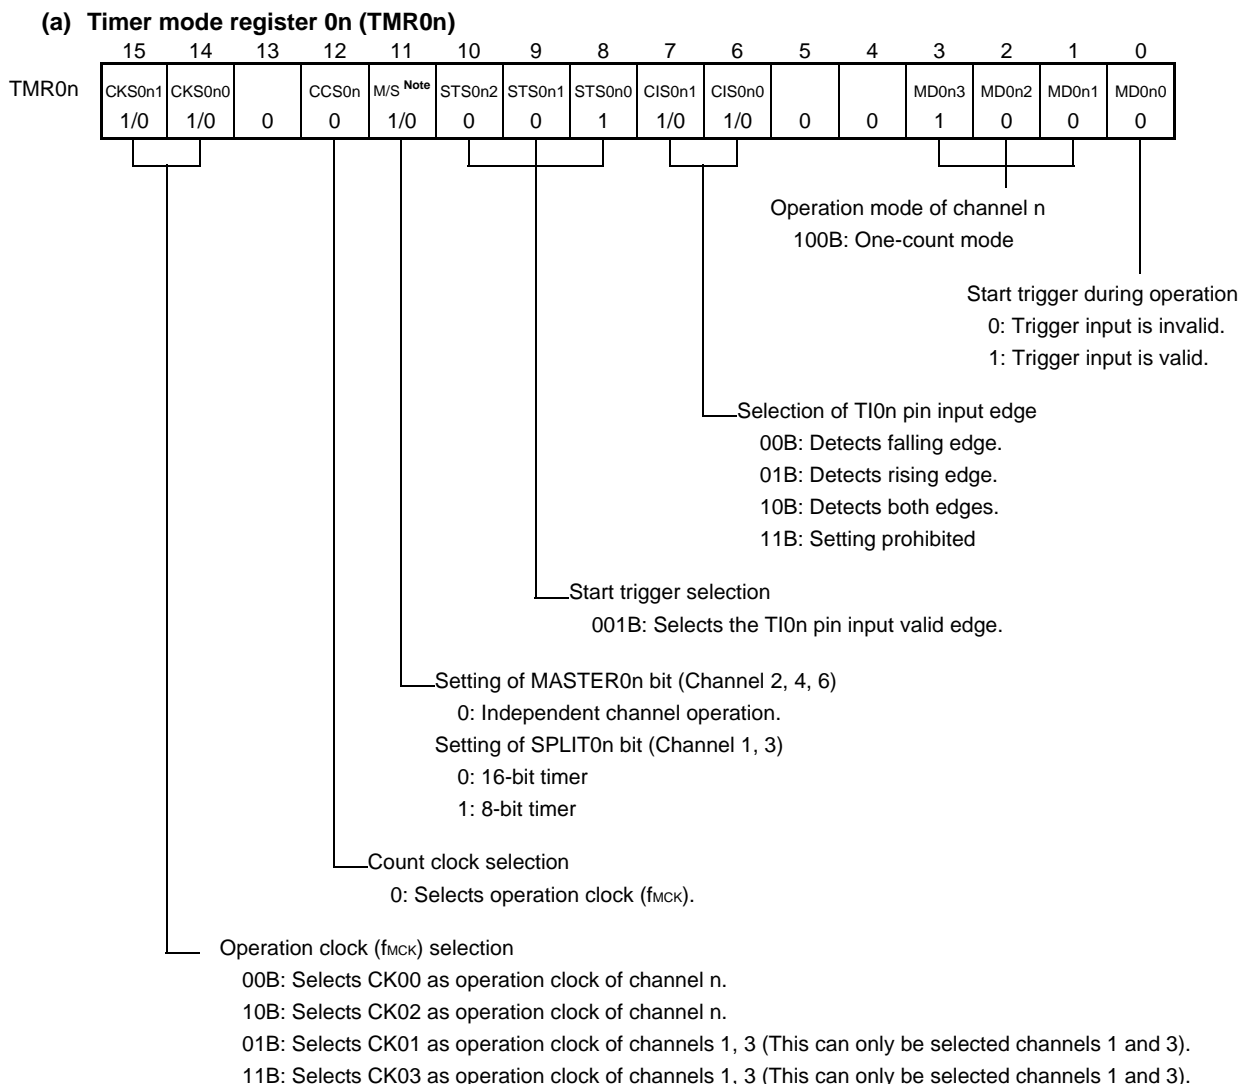 (a) Timer mode register 0n (TMR0n)
15 14 13 12 11 10 9 8 7 6 5 4 3 2 1 0
TMR0n CKS0n1 CKS0n0 CCS0n M/S Note STS0n2 STS0n1 STS0n0 CIS0n1 CIS0n0 MD0n3 MD0n2 MD0n1 MD0n0
1/0 1/0 0 0 1/0 0 0 1 1/0 1/0 0 0 1 0 0 0
Operation mode of channel n
100B: One-count mode
Start trigger during operation
0: Trigger input is invalid.
1: Trigger input is valid.
Selection of TI0n pin input edge
00B: Detects falling edge.
01B: Detects rising edge.
10B: Detects both edges.
11B: Setting prohibited
Start trigger selection
001B: Selects the TI0n pin input valid edge.
Setting of MASTER0n bit (Channel 2, 4, 6)
0: Independent channel operation.
Setting of SPLIT0n bit (Channel 1, 3)
0: 16-bit timer
1: 8-bit timer
Count clock selection
0: Selects operation clock (fMCK).
Operation clock (fMCK) selection
00B: Selects CK00 as operation clock of channel n.
10B: Selects CK02 as operation clock of channel n.
01B: Selects CK01 as operation clock of channels 1, 3 (This can only be selected channels 1 and 3).
11B: Selects CK03 as operation clock of channels 1, 3 (This can only be selected channels 1 and 3).